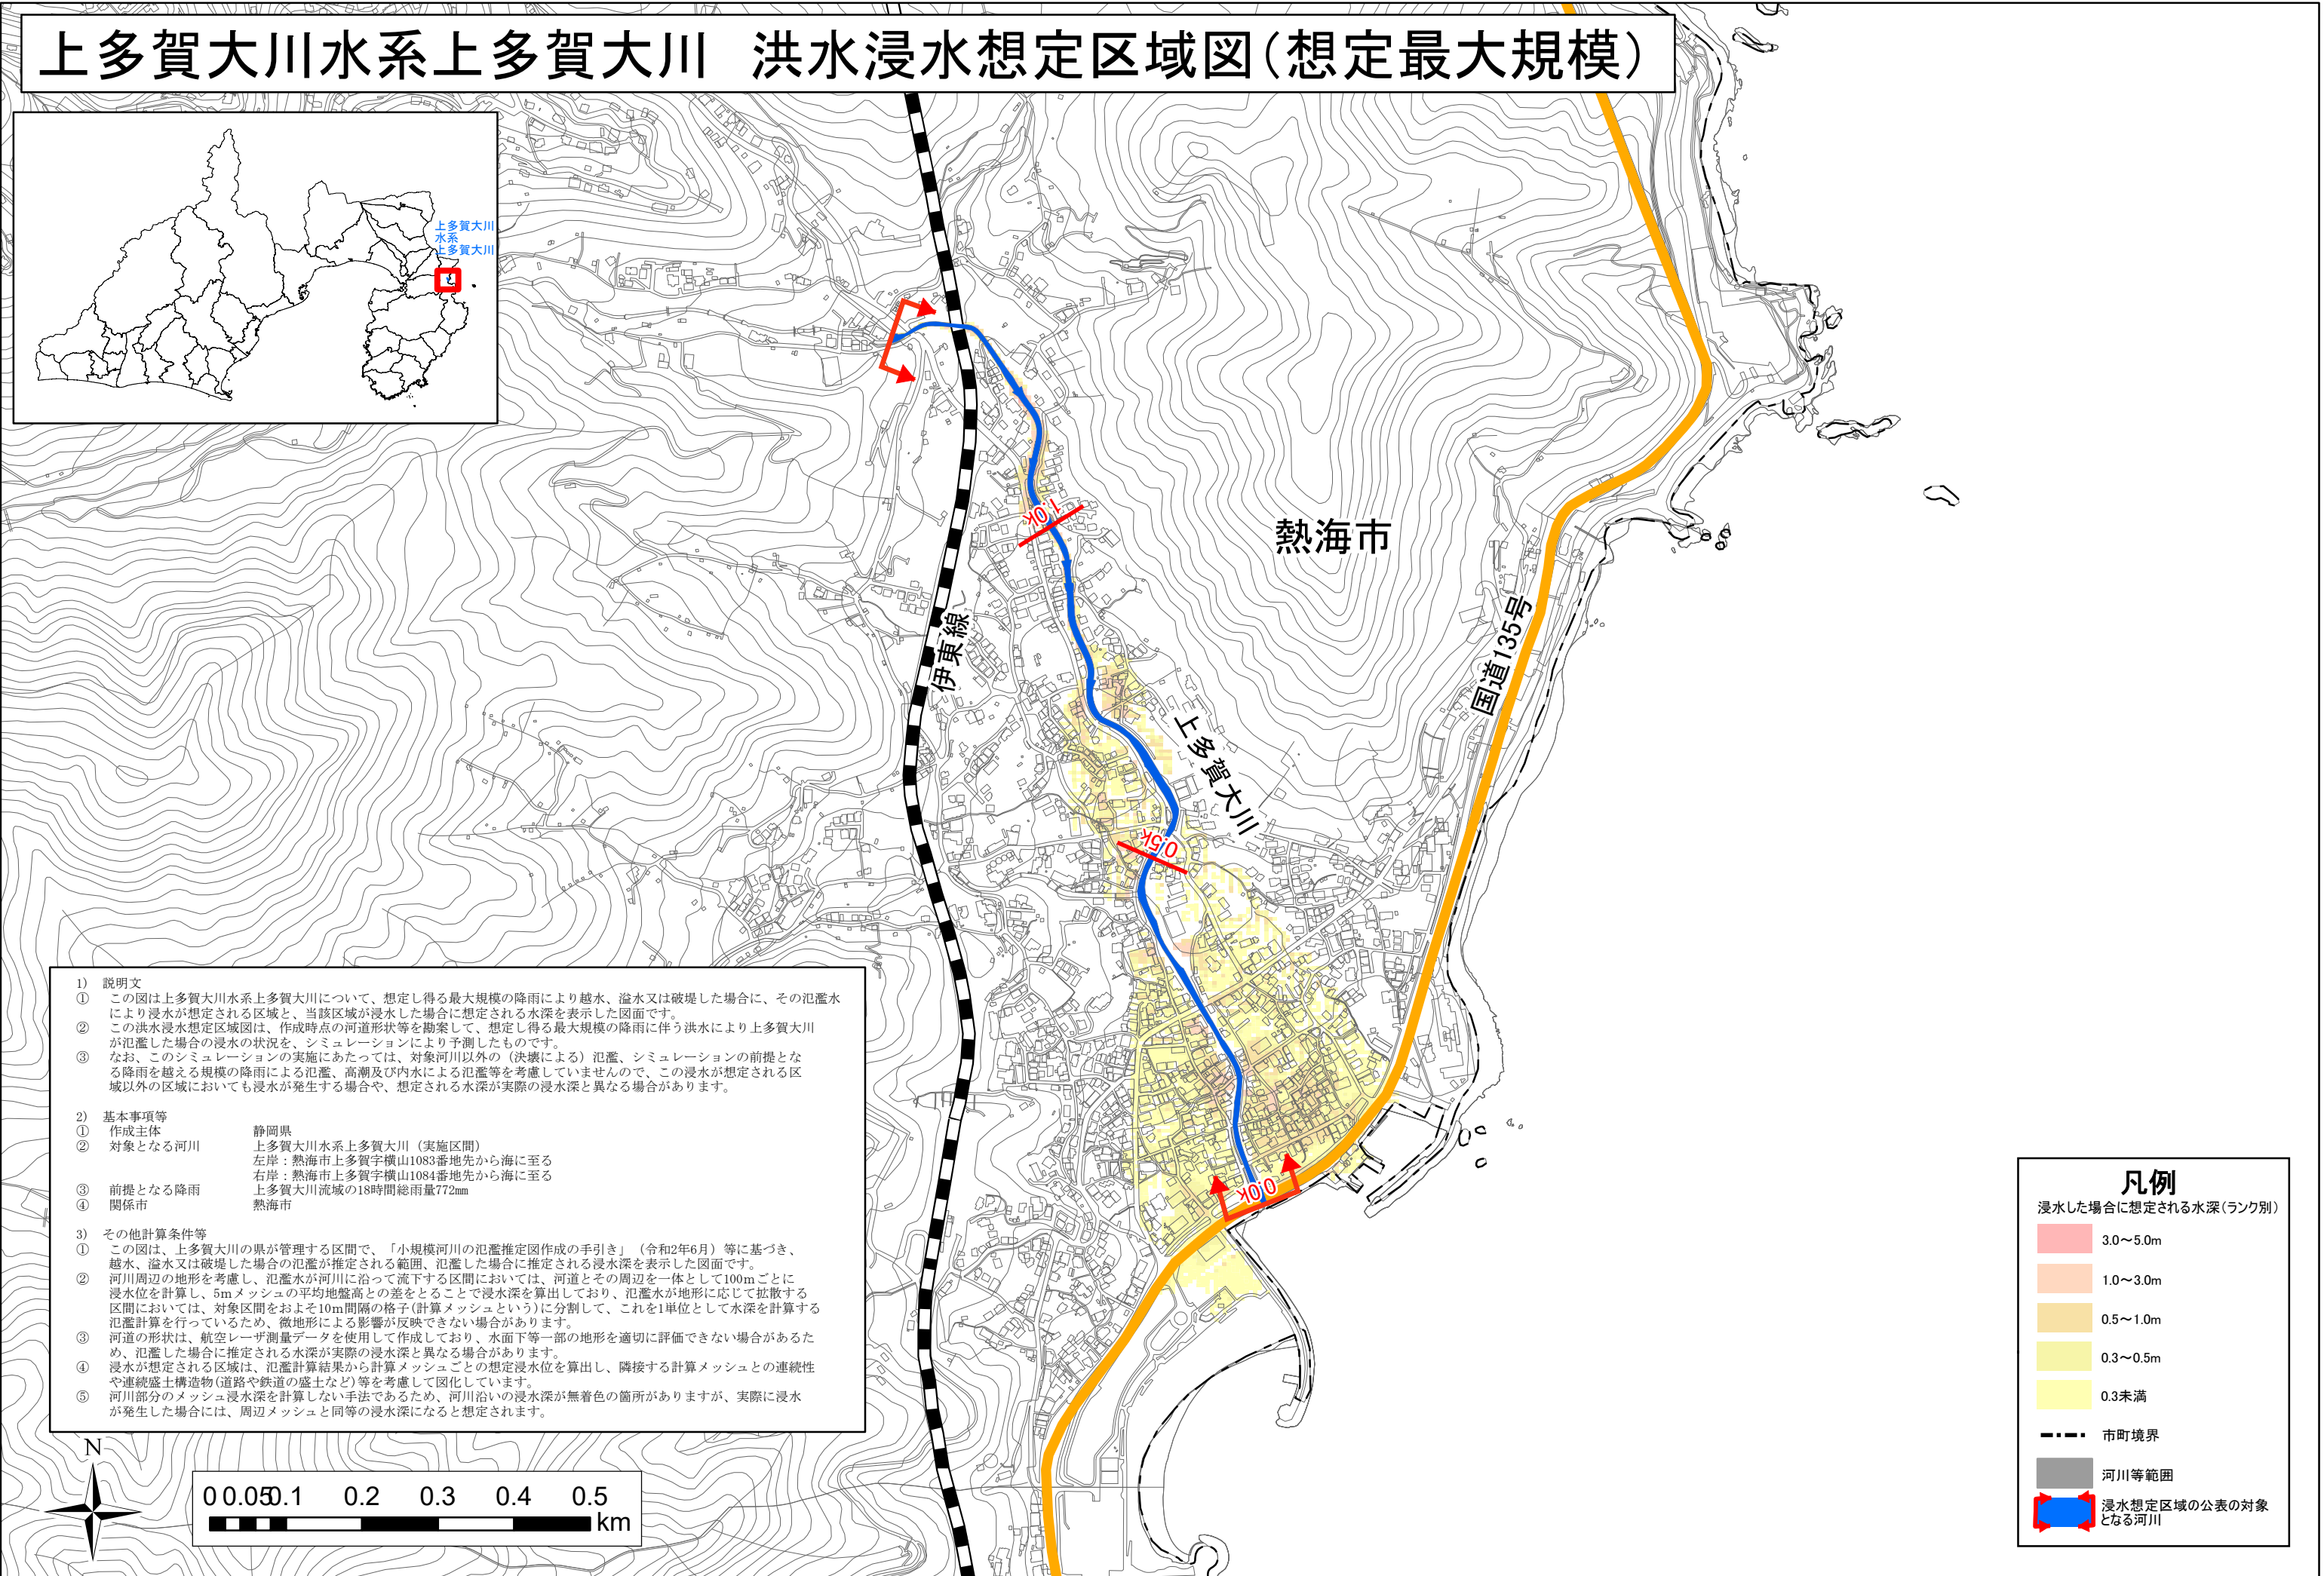 上多賀大川水系上多賀大川　洪水浸水想定区域図(想定最大規模)
上多賀大川
水系
上多賀大川
1.0k
熱海市
伊東線
国道135号
上多賀大川
0.5k
0.0k
1)　説明文
①　この図は上多賀大川水系上多賀大川について、想定し得る最大規模の降雨により越水、溢水又は破堤した場合に、その氾濫水
により浸水が想定される区域と、当該区域が浸水した場合に想定される水深を表示した図面です。
②　この洪水浸水想定区域図は、作成時点の河道形状等を勘案して、想定し得る最大規模の降雨に伴う洪水により上多賀大川
が氾濫した場合の浸水の状況を、シミュレーションにより予測したものです。
③　なお、このシミュレーションの実施にあたっては、対象河川以外の（決壊による）氾濫、シミュレーションの前提とな
る降雨を越える規模の降雨による氾濫、高潮及び内水による氾濫等を考慮していませんので、この浸水が想定される区
域以外の区域においても浸水が発生する場合や、想定される水深が実際の浸水深と異なる場合があります。
2)　基本事項等
①　作成主体　静岡県
②　対象となる河川　上多賀大川水系上多賀大川（実施区間）
左岸：熱海市上多賀字横山1083番地先から海に至る
右岸：熱海市上多賀字横山1084番地先から海に至る
③　前提となる降雨　上多賀大川流域の18時間総雨量772mm
④　関係市　熱海市
3)　その他計算条件等
①　この図は、上多賀大川の県が管理する区間で、「小規模河川の氾濫推定図作成の手引き」（令和2年6月）等に基づき、
越水、溢水又は破堤した場合の氾濫が推定される範囲、氾濫した場合に推定される浸水深を表示した図面です。
②　河川周辺の地形を考慮し、氾濫水が河川に沿って流下する区間においては、河道とその周辺を一体として100mごとに
浸水位を計算し、5mメッシュの平均地盤高との差をとることで浸水深を算出しており、氾濫水が地形に応じて拡散する
区間においては、対象区間をおよそ10m間隔の格子(計算メッシュという)に分割して、これを1単位として水深を計算する
氾濫計算を行っているため、微地形による影響が反映できない場合があります。
③　河道の形状は、航空レーザ測量データを使用して作成しており、水面下等一部の地形を適切に評価できない場合があるた
め、氾濫した場合に推定される水深が実際の浸水深と異なる場合があります。
④　浸水が想定される区域は、氾濫計算結果から計算メッシュごとの想定浸水位を算出し、隣接する計算メッシュとの連続性
や連続盛土構造物(道路や鉄道の盛土など)等を考慮して図化しています。
⑤　河川部分のメッシュ浸水深を計算しない手法であるため、河川沿いの浸水深が無着色の箇所がありますが、実際に浸水
が発生した場合には、周辺メッシュと同等の浸水深になると想定されます。
N
0 0.05 0.1 0.2 0.3 0.4 0.5
km
凡例
浸水した場合に想定される水深(ランク別)
3.0～5.0m
1.0～3.0m
0.5～1.0m
0.3～0.5m
0.3未満
市町境界
河川等範囲
浸水想定区域の公表の対象
となる河川